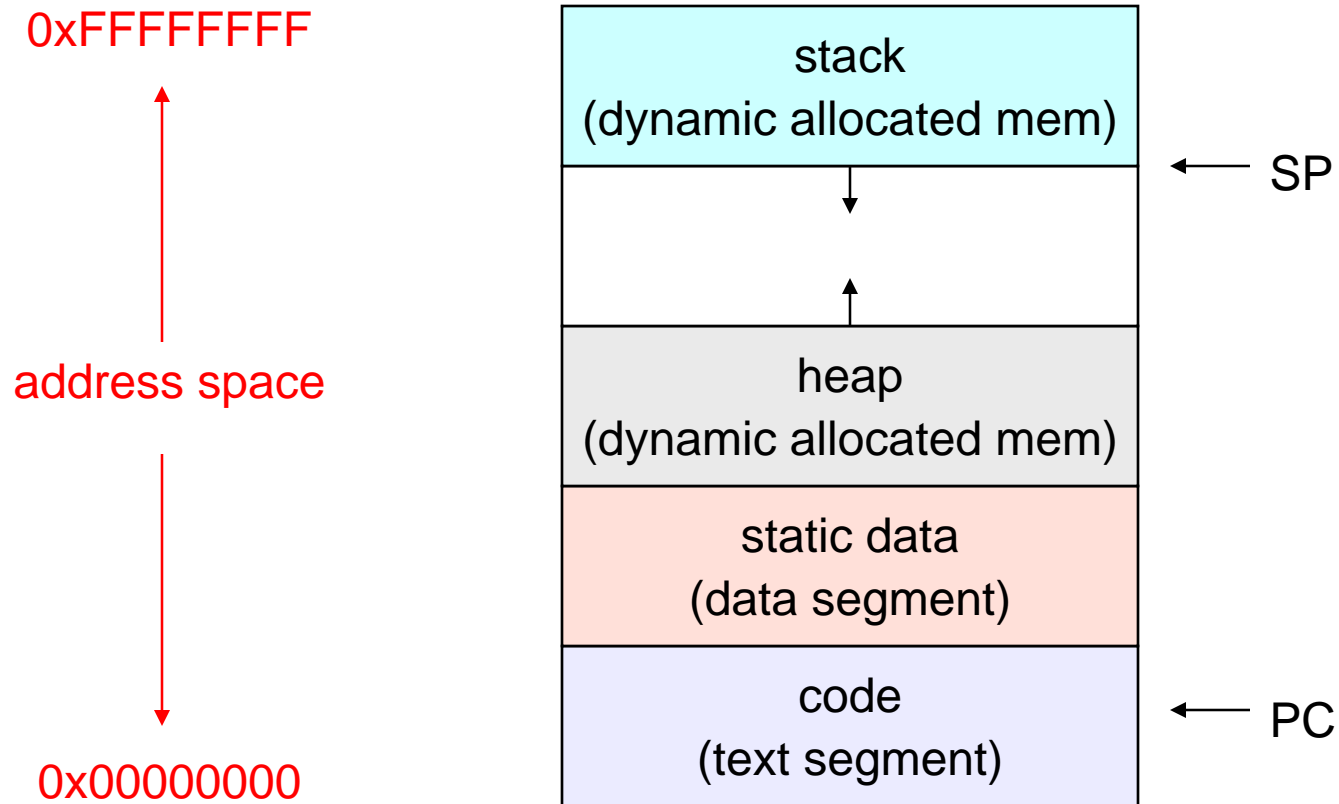 0xFFFFFFFF
stack
(dynamic allocated mem)
SP
heap
(dynamic allocated mem)
address space
static data
(data segment)
code
(text segment)
PC
0x00000000